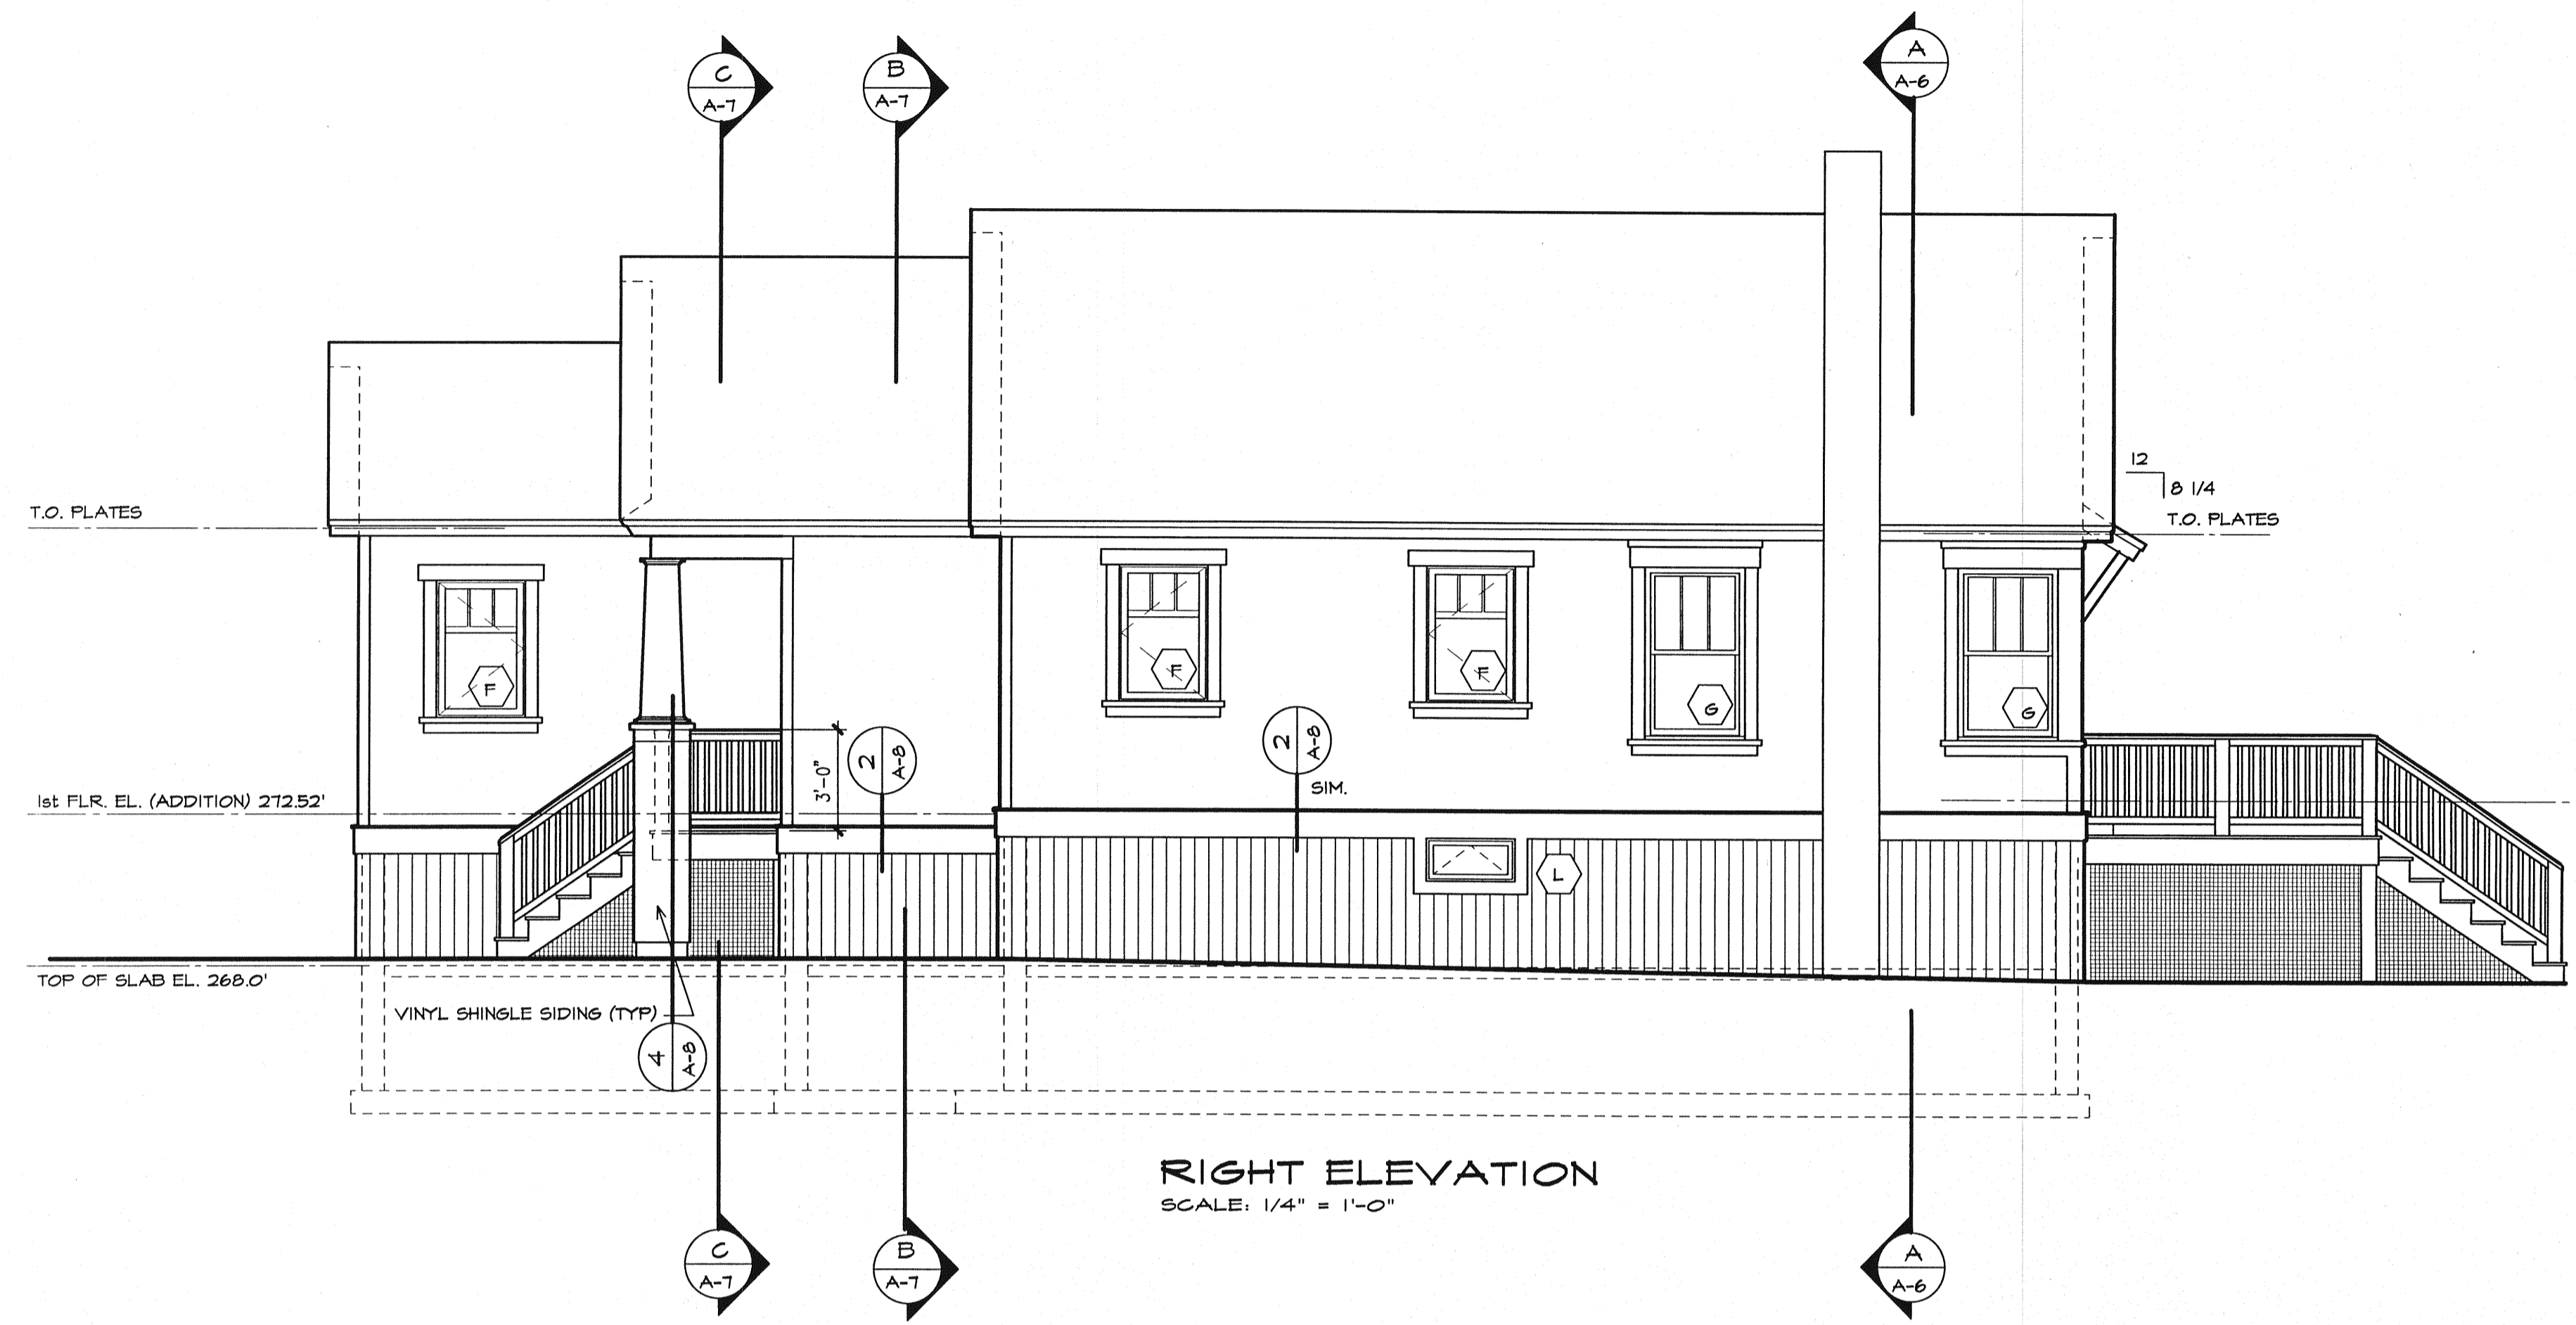 A
A-6
C
A-7
B
A-7
12
8 1/4
T.O. PLATES
T.O. PLATES
F
F
F
G
G
2
A-8
2
A-8
SIM.
3'-0"
1st FLR. EL. (ADDITION) 272.52'
L
TOP OF SLAB EL. 268.0'
VINYL SHINGLE SIDING (TYP)
4
A-8
RIGHT ELEVATION
SCALE: 1/4" = 1'-0"
C
A-7
B
A-7
A
A-6